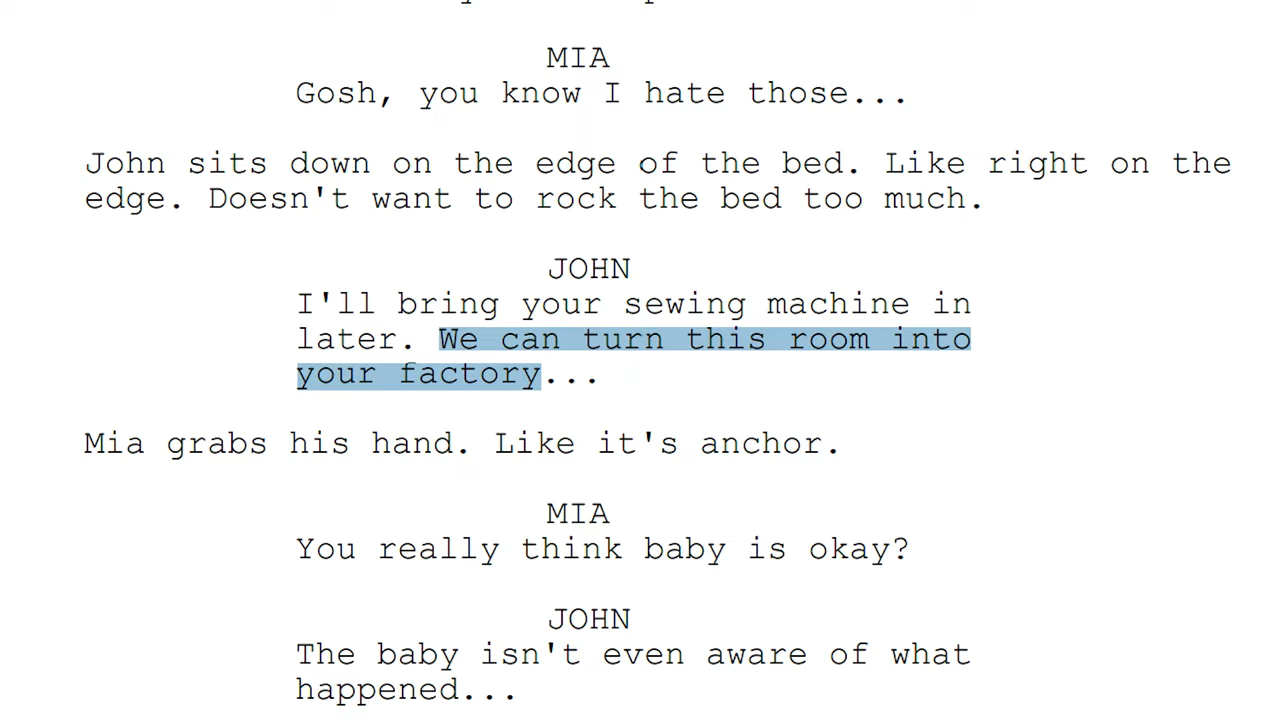 MIA
Gosh, you know I hate those...
John sits down on the edge of the bed. Like right on the
edge. Doesn't want to rock the bed too much.
JOHN
I'll bring your sewing machine in
later. We can turn this room into
your factory...
Mia grabs his hand. Like it's anchor.
MIA
You really think baby is okay?
JOHN
The baby isn't even aware of what
happened...